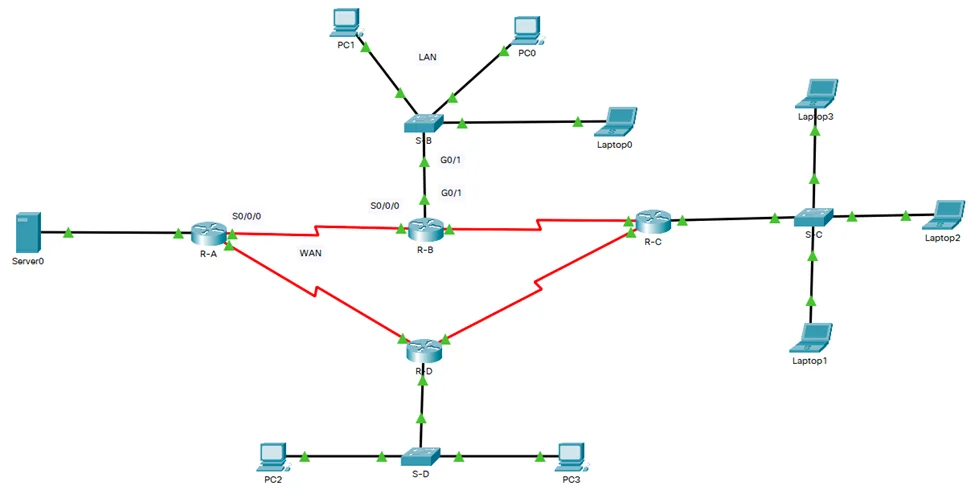 PC1
PC0
LAN
Laptop3
S-B
Laptop0
G0/1
G0/1
S0/0/0
S0/0/0
R-A
WAN
R-B
R-C
S-C
Laptop2
Server0
Laptop1
R-D
PC2
S-D
PC3